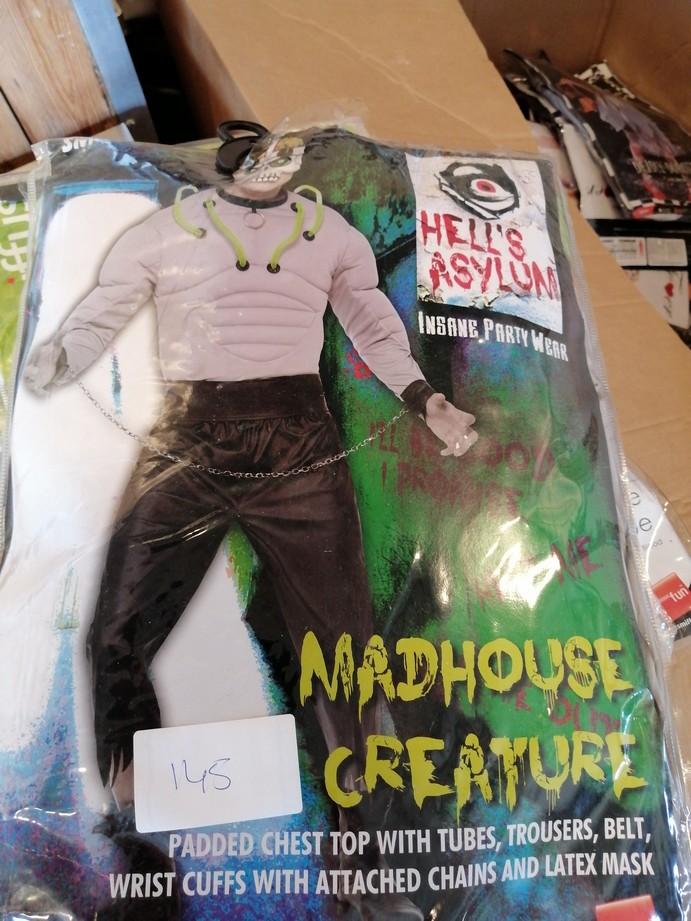 HELL'S
ASYLUM
INSANE PARTY WEAR
MADHOUSE
CREATURE
145
PADDED CHEST TOP WITH TUBES, TROUSERS, BELT,
WRIST CUFFS WITH ATTACHED CHAINS AND LATEX MASK
fun